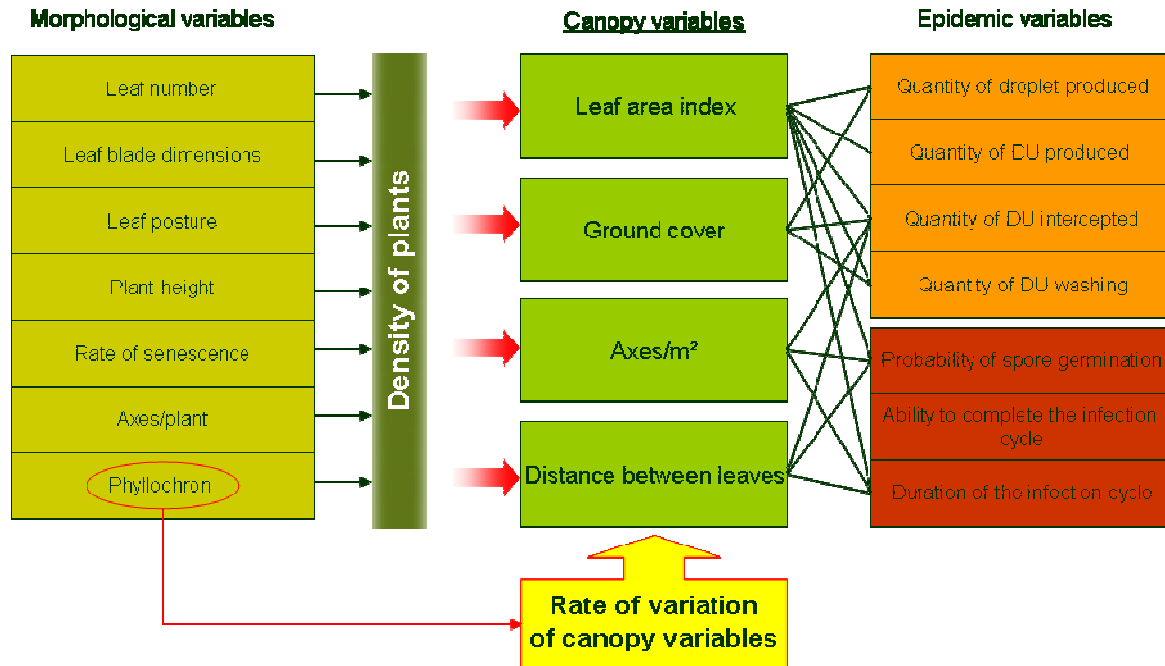 Morphological variables
Canopy variables
Epidemic variables
Leaf number
Leaf blade dimensions
Leaf posture
Plant height
Rate of senescence
Axes/plant
Phyllochron
Density of plants
Leaf area index
Ground cover
Axes/m²
Distance between leaves
Quantity of droplet produced
Quantity of DU produced
Quantity of DU intercepted
Quantity of DU washing
Probability of spore germination
Ability to complete the infection
cycle
Duration of the infection cycle
Rate of variation
of canopy variables